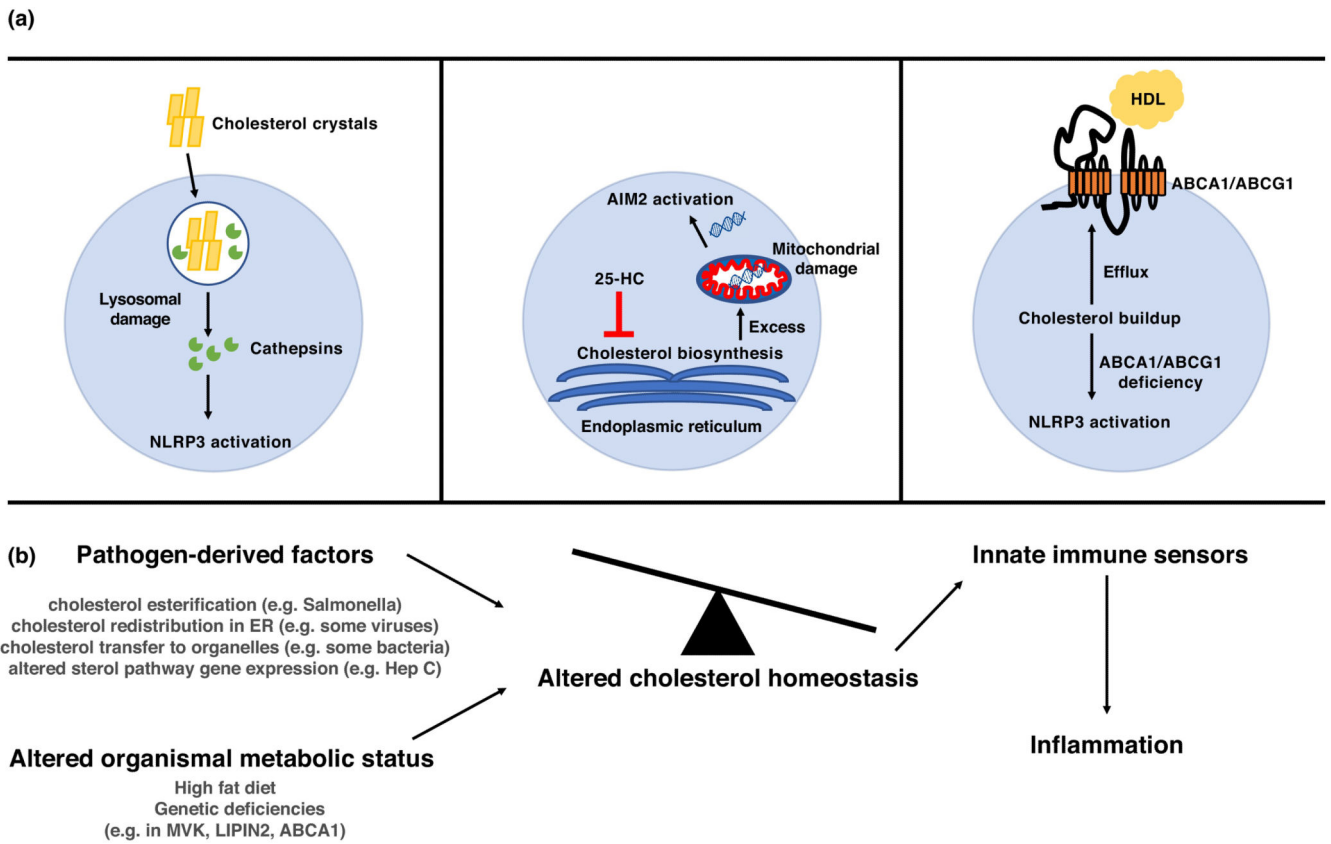 (a)
Cholesterol crystals
Lysosomal
damage
Cathepsins
NLRP3 activation
AIM2 activation
Mitochondrial
damage
25-HC
Excess
Cholesterol biosynthesis
Endoplasmic reticulum
HDL
ABCA1/ABCG1
Efflux
Cholesterol buildup
ABCA1/ABCG1
deficiency
NLRP3 activation
(b)
Pathogen-derived factors
cholesterol esterification (e.g. Salmonella)
cholesterol redistribution in ER (e.g. some viruses)
cholesterol transfer to organelles (e.g. some bacteria)
altered sterol pathway gene expression (e.g. Hep C)
Altered organismal metabolic status
High fat diet
Genetic deficiencies
(e.g. in MVK, LIPIN2, ABCA1)
Altered cholesterol homeostasis
Innate immune sensors
Inflammation